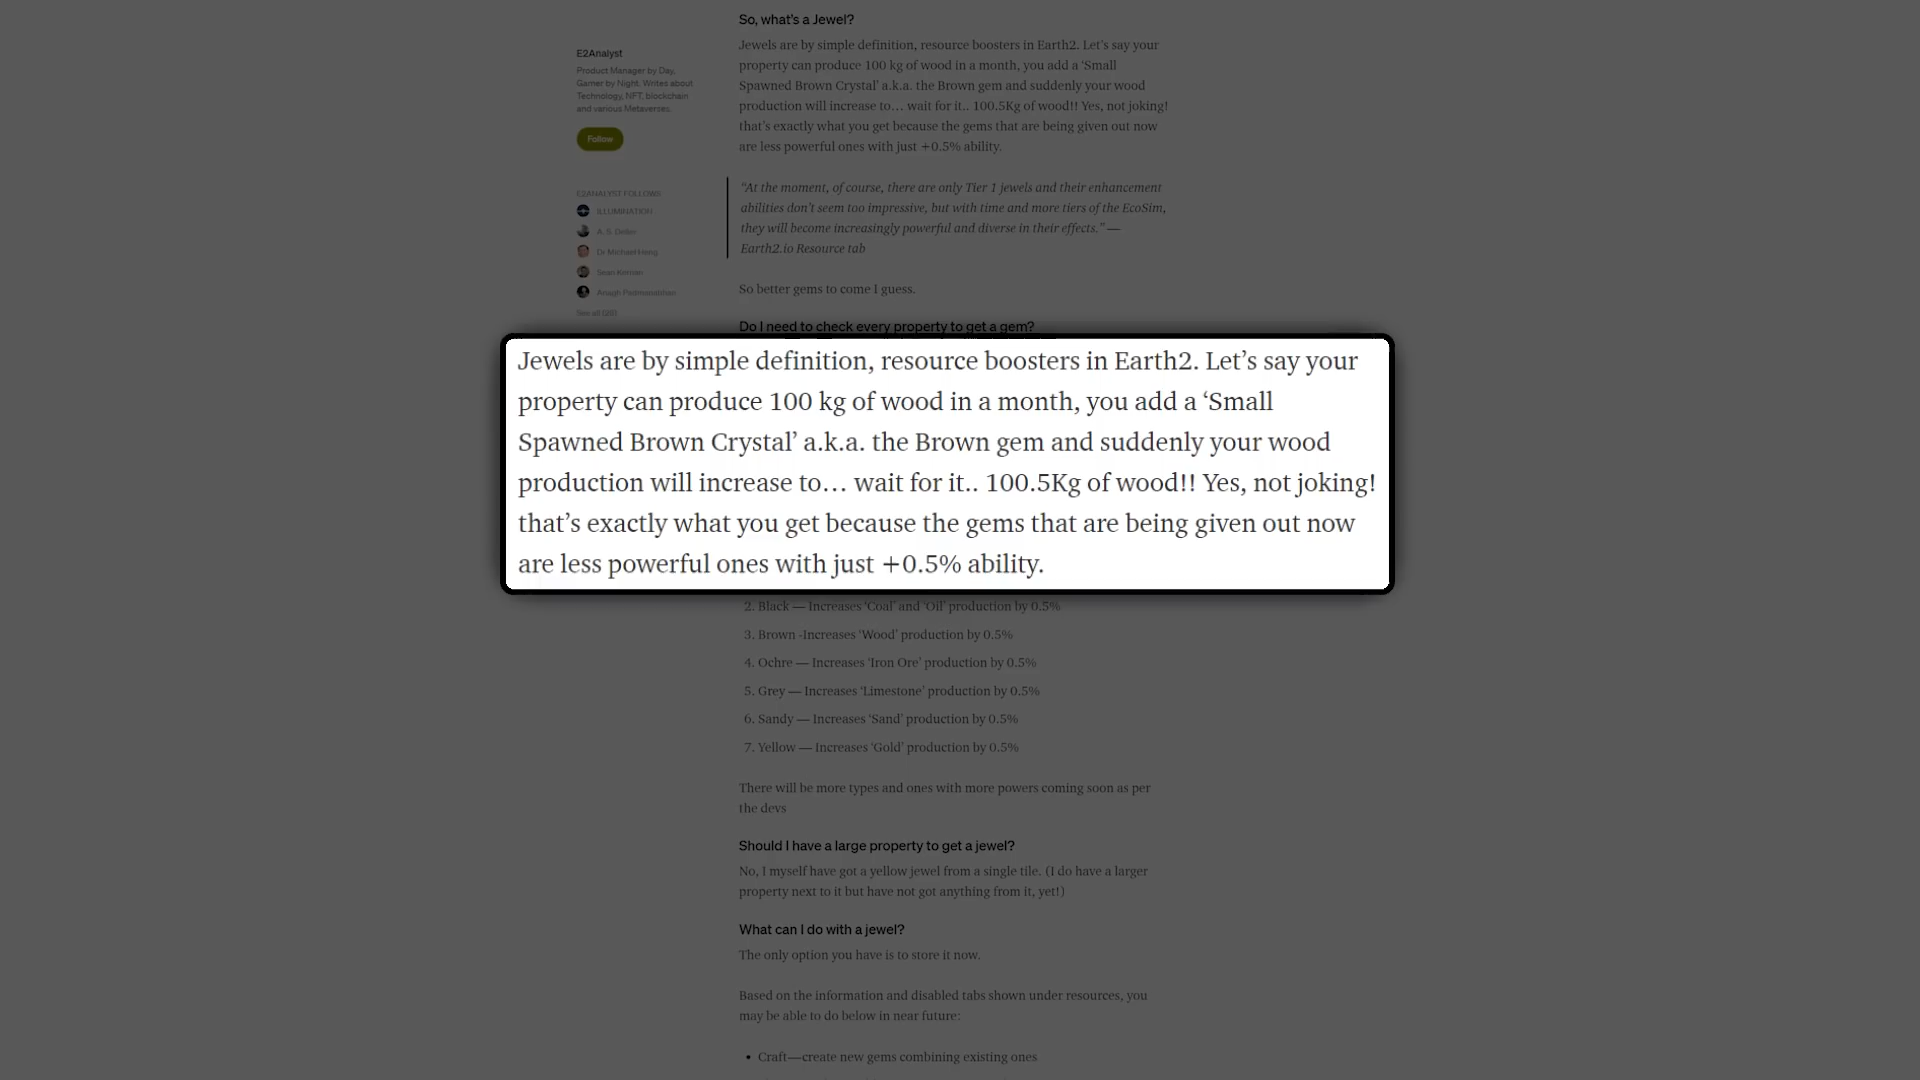 So, what's a Jewel?
E2Analyst
Product Manager by Day,
Gamer by Night. Writes about
Technology, NFT, blockchain
and various Metaverses.
Follow
E2ANALYST FOLLOWS
ILLUMINATION
Sean Kernan
Jewels are by simple definition, resource boosters in Earth2. Let's say your
property can produce 100 kg of wood in a month, you add a 'Small
Spawned Brown Crystal' a.k.a. the Brown gem and suddenly your wood
production will increase to… wait for it.. 100.5Kg of wood!! Yes, not joking!
that's exactly what you get because the gems that are being given out now
are less powerful ones with just +0.5% ability.
“At the moment, of course, there are only Tier 1 jewels and their enhancement
abilities don't seem too impressive, but with time and more tiers of the EcoSim,
they will become increasingly powerful and diverse in their effects.” —
Earth2.io Resource tab
So better gems to come I guess.
Do I need to check every property to get a gem?
Jewels are by simple definition, resource boosters in Earth2. Let's say your
property can produce 100 kg of wood in a month, you add a ‘Small
Spawned Brown Crystal’ a.k.a. the Brown gem and suddenly your wood
production will increase to… wait for it.. 100.5Kg of wood!! Yes, not joking!
that's exactly what you get because the gems that are being given out now
are less powerful ones with just +0.5% ability.
2. Black — Increases ‘Coal’ and ‘Oil’ production by 0.5%
3. Brown -Increases ‘Wood’ production by 0.5%
4. Ochre — Increases ‘Iron Ore’ production by 0.5%
5. Grey — Increases ‘Limestone’ production by 0.5%
6. Sandy — Increases ‘Sand’ production by 0.5%
7. Yellow — Increases ‘Gold’ production by 0.5%
There will be more types and ones with more powers coming soon as per
the devs
Should I have a large property to get a jewel?
No, I myself have got a yellow jewel from a single tile. (I do have a larger
property next to it but have not got anything from it, yet!)
What can I do with a jewel?
The only option you have is to store it now.
Based on the information and disabled tabs shown under resources, you
may be able to do below in near future:
• Craft—create new gems combining existing ones